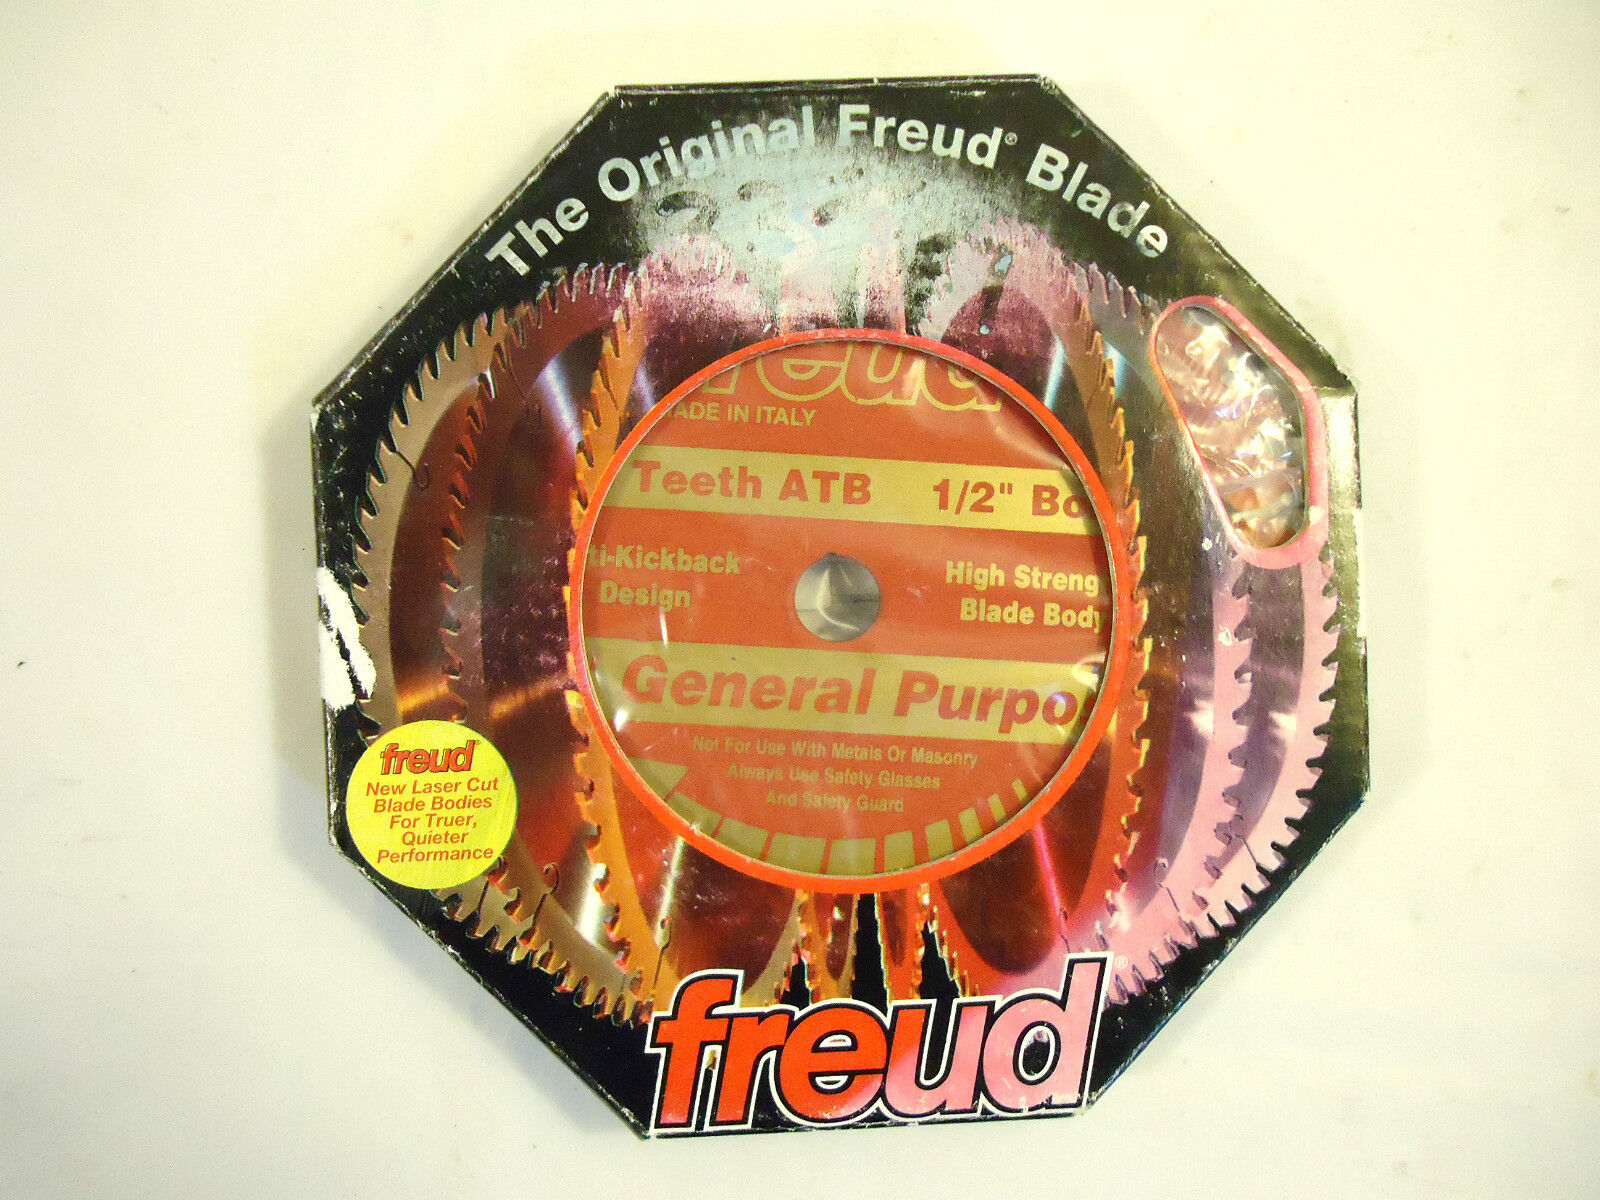 The Original Freud® Blade
freud
MADE IN ITALY
Teeth ATB 1/2" Bo
ti-Kickback
Design
High Streng
Blade Body
General Purpos
Not For Use With Metals Or Masonry
Always Use Safety Glasses
And Safety Guard
freud®
New Laser Cut
Blade Bodies
For Truer,
Quieter
Performance
freud®